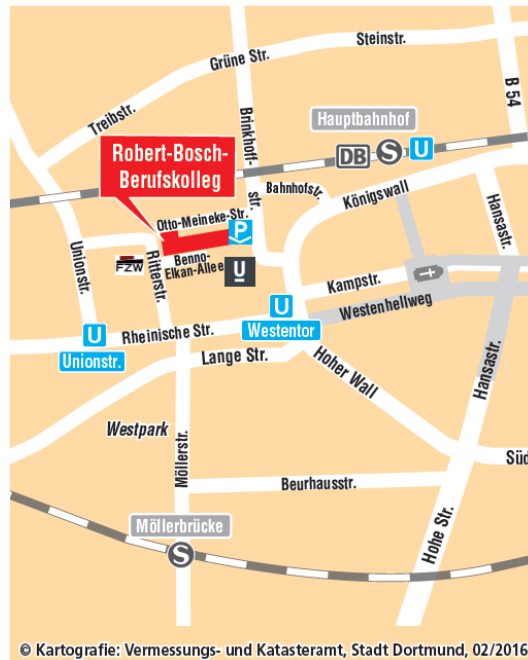 Steinstr.
Grüne Str.
B 54
Treibstr.
Brinkhoff-
str.
Hauptbahnhof
DB S U
Robert-Bosch-
Berufskolleg
Bahnhofstr.
Königswall
Otto-Meineke-Str.
P
Hansastr.
Unionstr.
FZW
Ritterstr.
Benno-
Elkan-Allee
U
Kampstr.
U
Westentor
Westenhellweg
U
Unionstr.
Rheinische Str.
Lange Str.
Hoher Wall
Hansastr.
Westpark
Möllerstr.
Süd
Beurhausstr.
Hohe Str.
Möllerbrücke
S
© Kartografie: Vermessungs- und Katasteramt, Stadt Dortmund, 02/2016